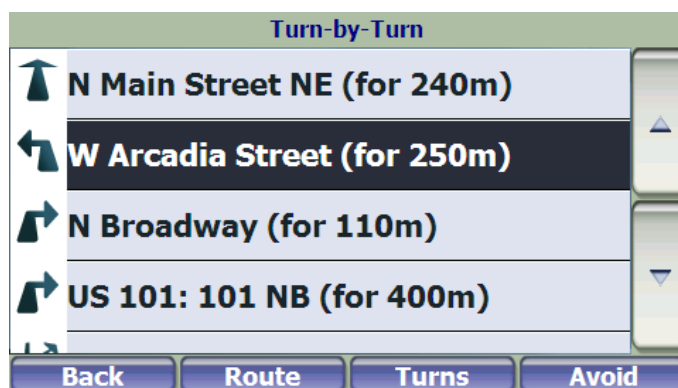 Turn-by-Turn
N Main Street NE (for 240m)
W Arcadia Street (for 250m)
N Broadway (for 110m)
US 101: 101 NB (for 400m)
Back Route Turns Avoid